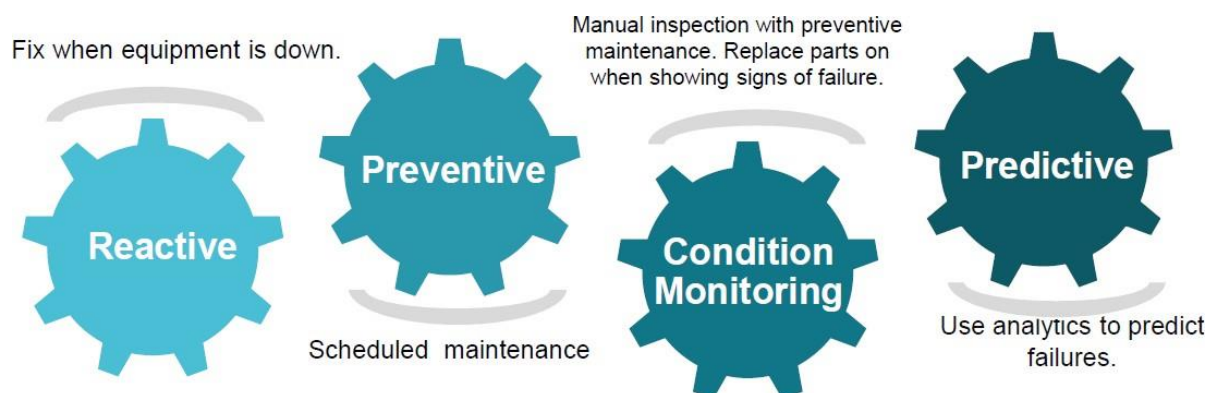 Fix when equipment is down.
Reactive
Preventive
Scheduled maintenance
Manual inspection with preventive
maintenance. Replace parts on
when showing signs of failure.
Condition
Monitoring
Predictive
Use analytics to predict
failures.